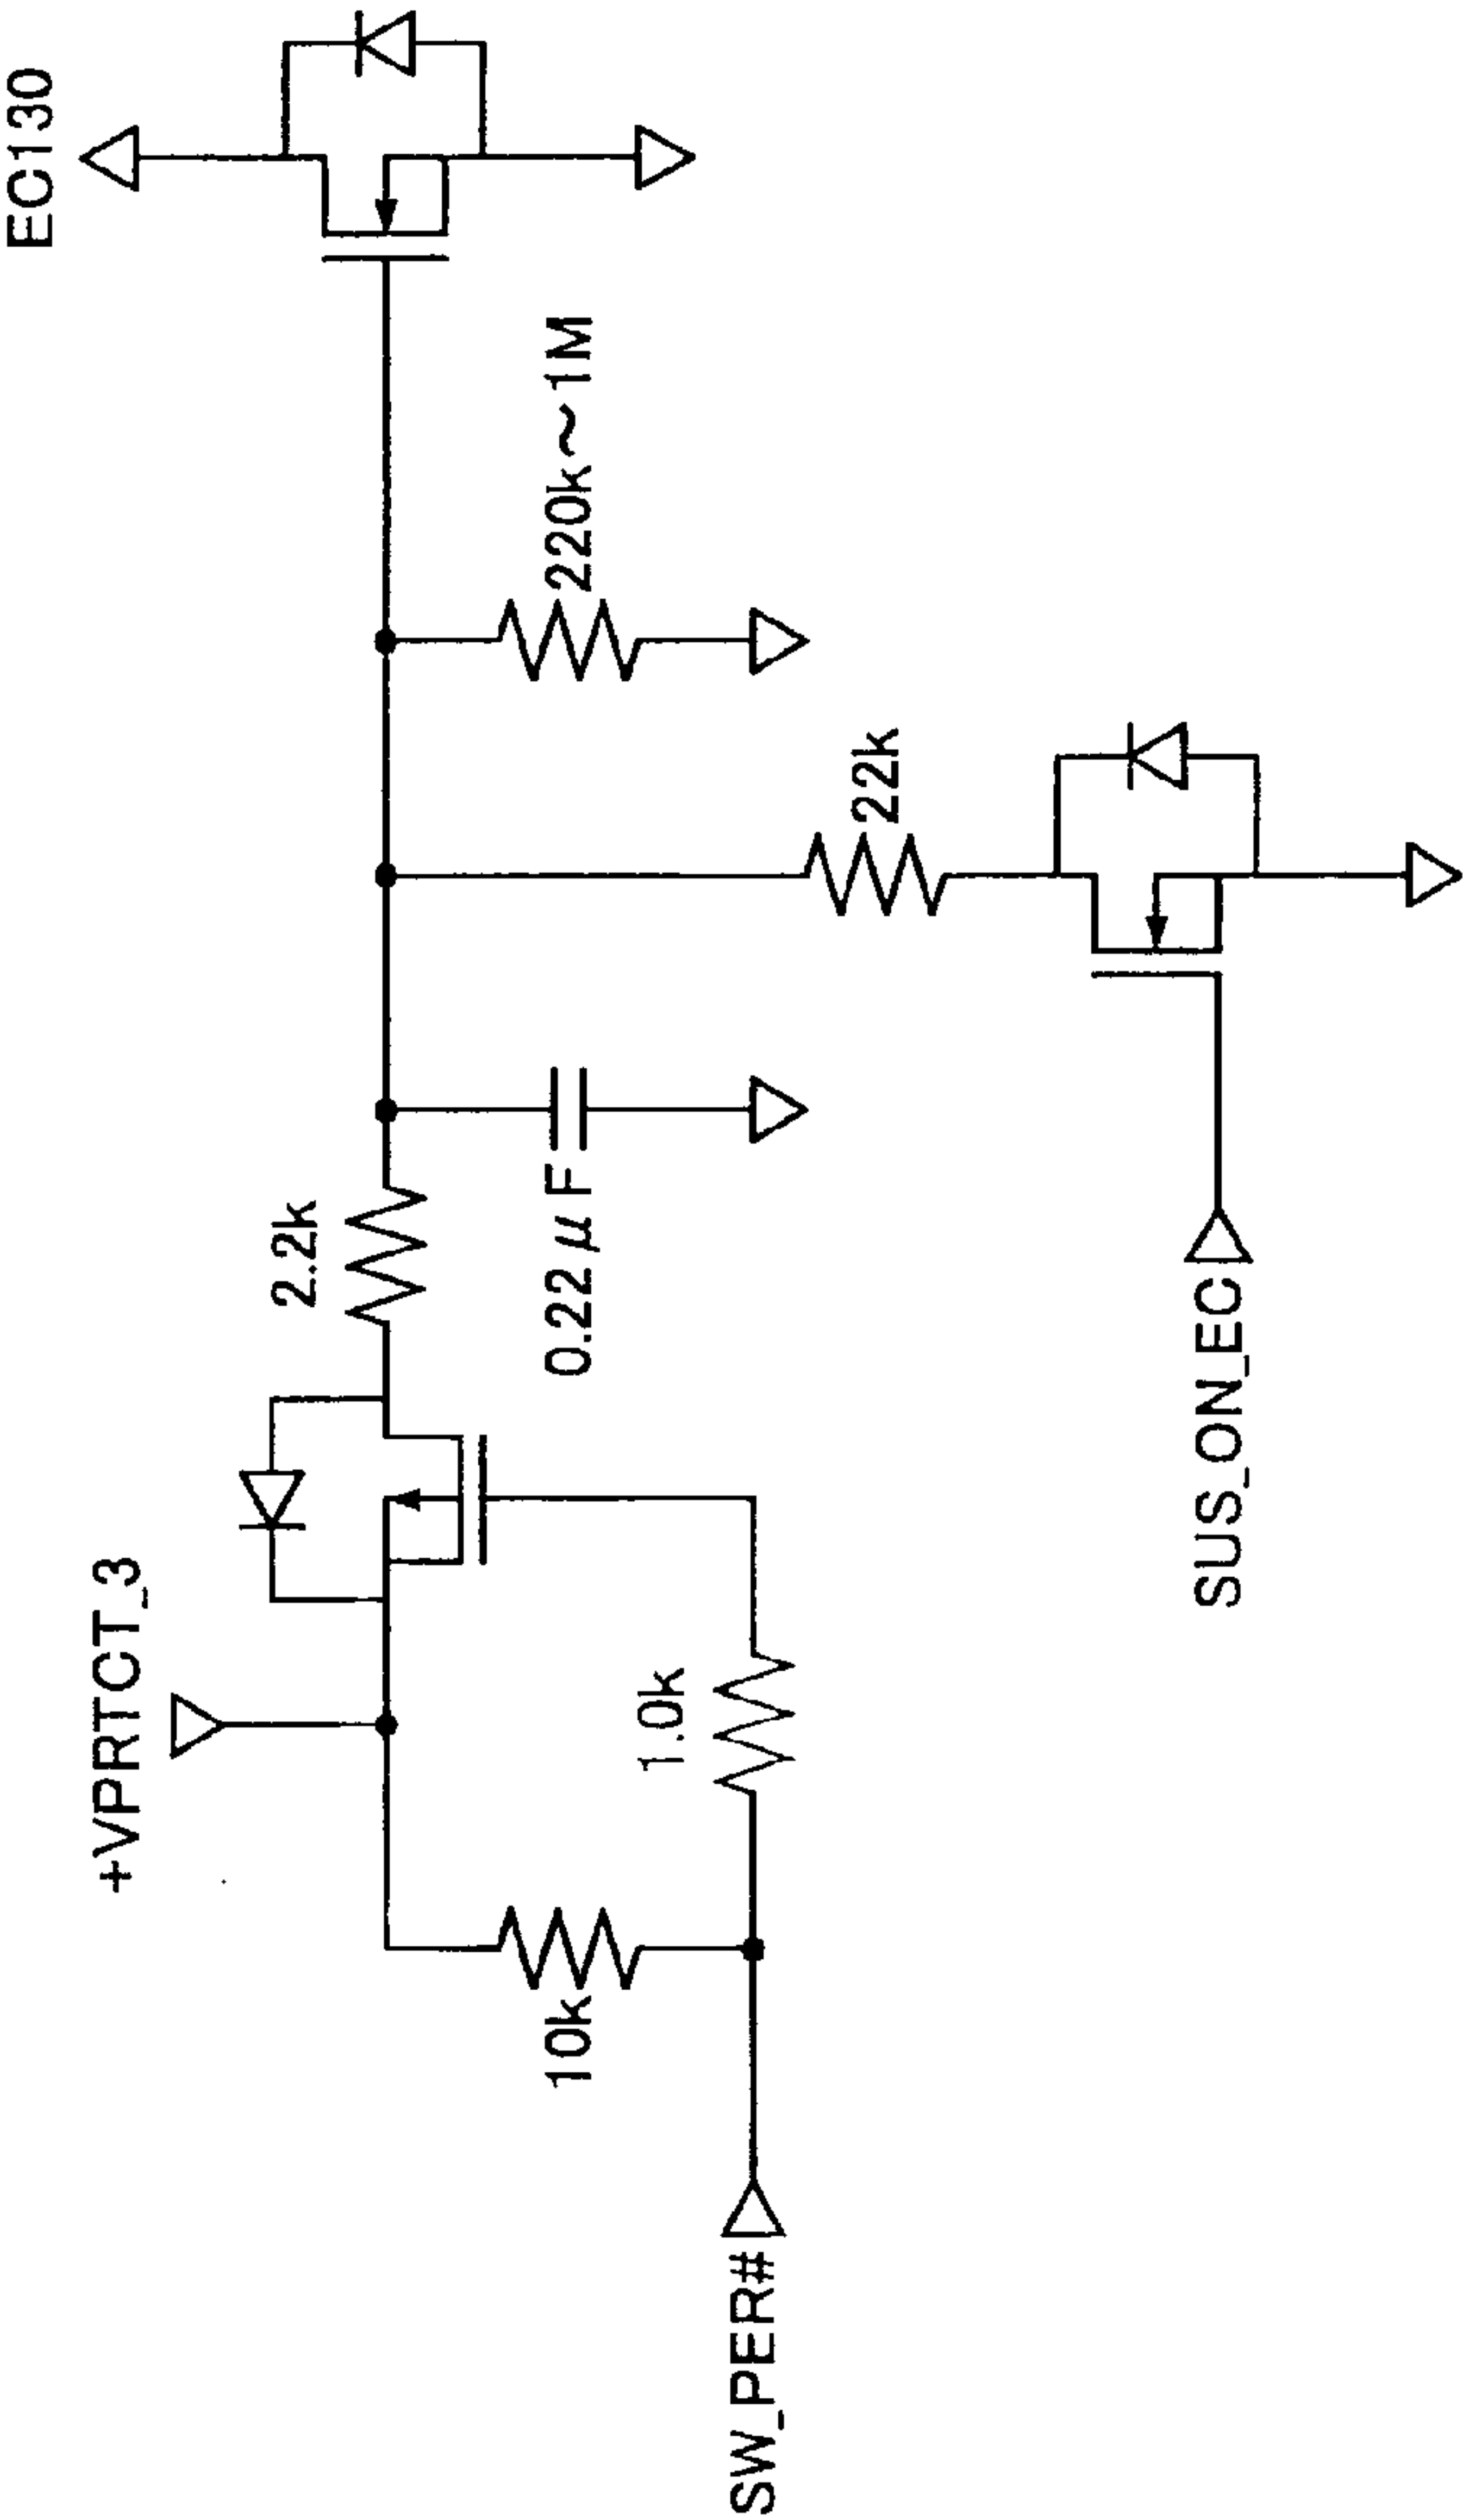 +VPRTCT_3
EC130
2.2k
10k
0.22μF
220k~1M
1.0k
22k
SW_PER#
SUS_ON_EC